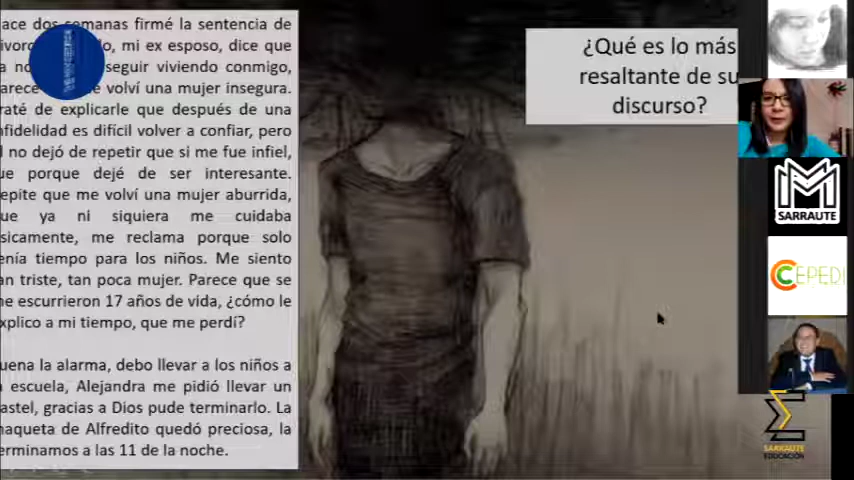 ace dos semanas firmé la sentencia de
ivorc lo, mi ex esposo, dice que
a no seguir viviendo conmigo,
arece e volví una mujer insegura.
raté de explicarle que después de una
nfidelidad es difícil volver a confiar, pero
l no dejó de repetir que si me fue infiel,
ue porque dejé de ser interesante.
epite que me volví una mujer aburrida,
ue ya ni siquiera me cuidaba
sicamente, me reclama porque solo
enía tiempo para los niños. Me siento
an triste, tan poca mujer. Parece que se
ne escurrieron 17 años de vida, ¿cómo le
xplico a mi tiempo, que me perdí?
uena la alarma, debo llevar a los niños a
a escuela, Alejandra me pidió llevar un
astel, gracias a Dios pude terminarlo. La
naqueta de Alfredito quedó preciosa, la
erminamos a las 11 de la noche.
¿Qué es lo más
resaltante de su
discurso?
SARRAUTE
CEPEDI
SARRAUTE
EDUCACIÓN